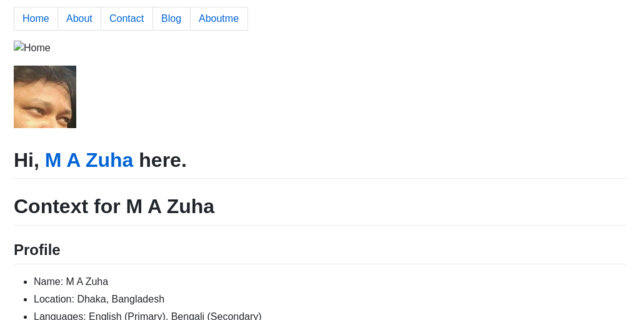 Home About Contact Blog Aboutme
Home
Hi, M A Zuha here.
Context for M A Zuha
Profile
Name: M A Zuha
Location: Dhaka, Bangladesh
Languages: English (Primary), Bengali (Secondary)